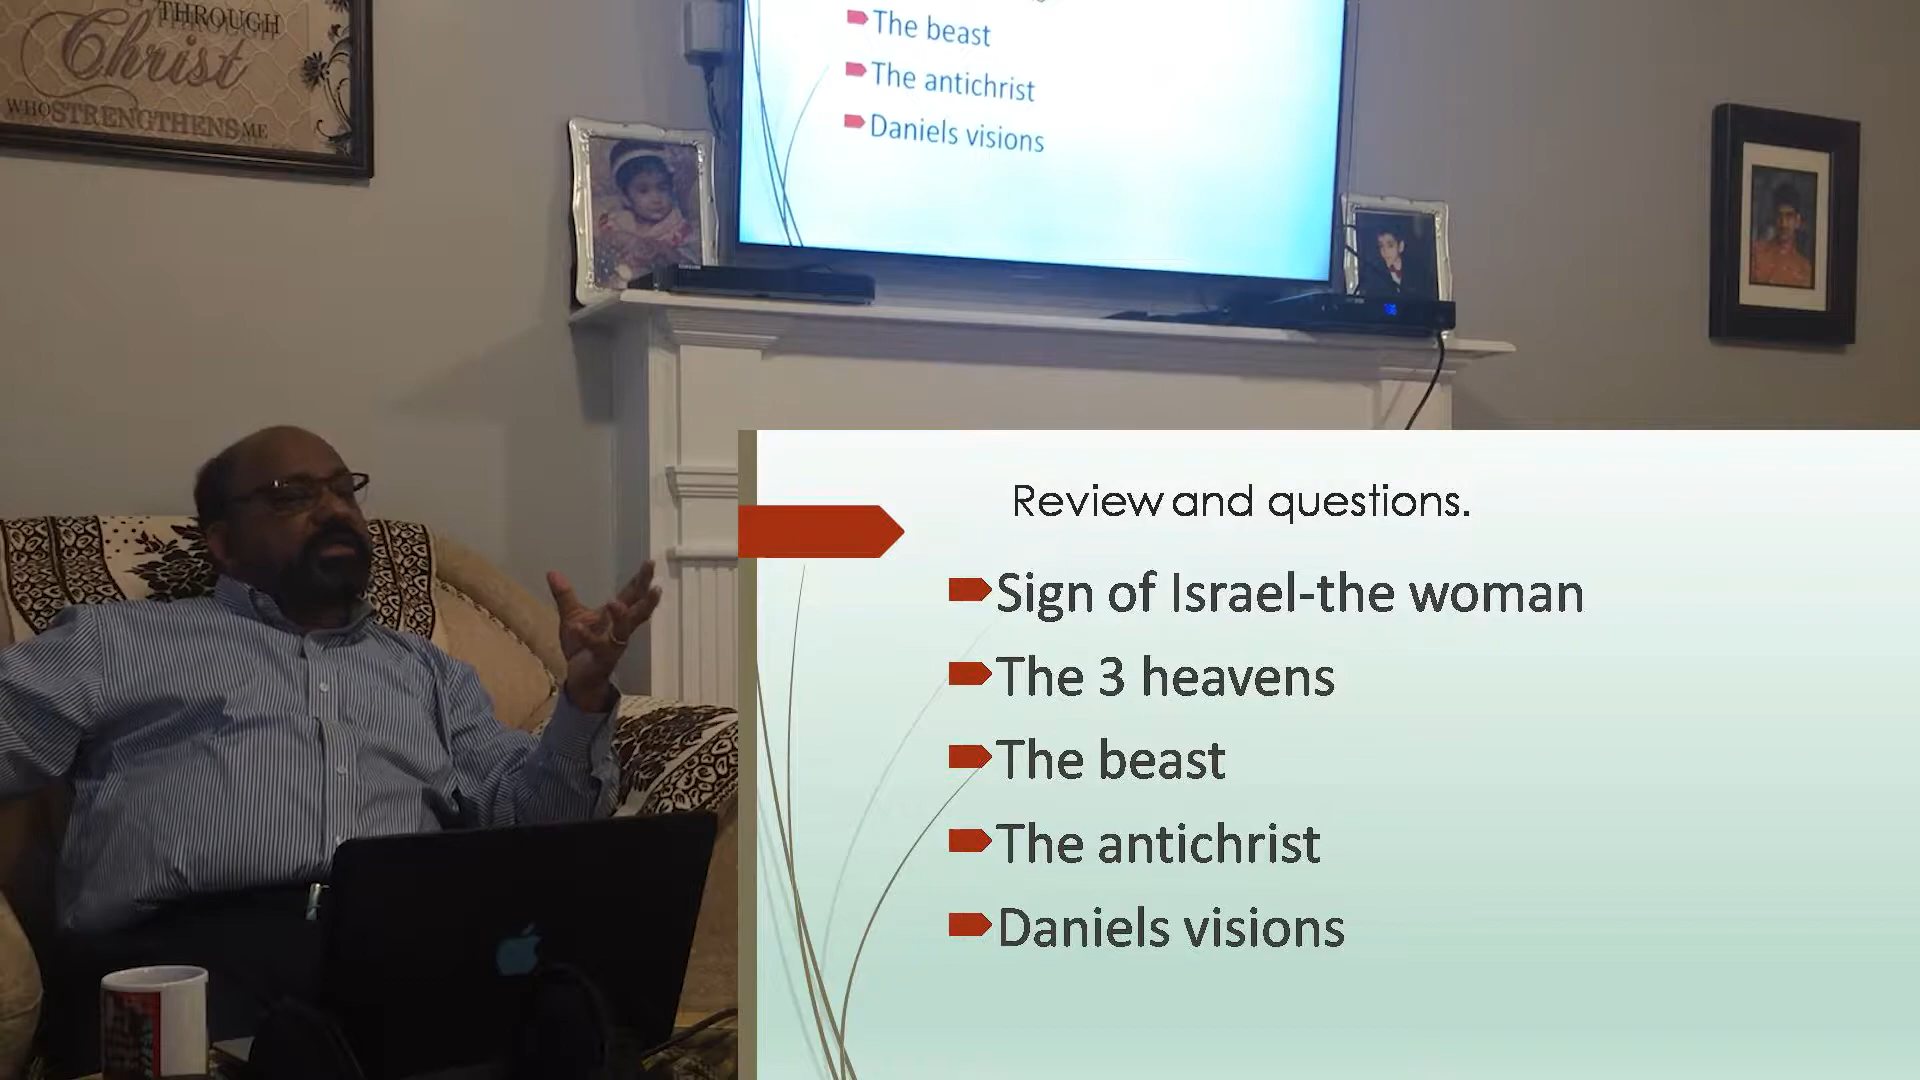 THROUGH
Christ
WHO STRENGTHENS ME
The beast
The antichrist
Daniels visions
Review and questions.
Sign of Israel-the woman
The 3 heavens
The beast
The antichrist
Daniels visions